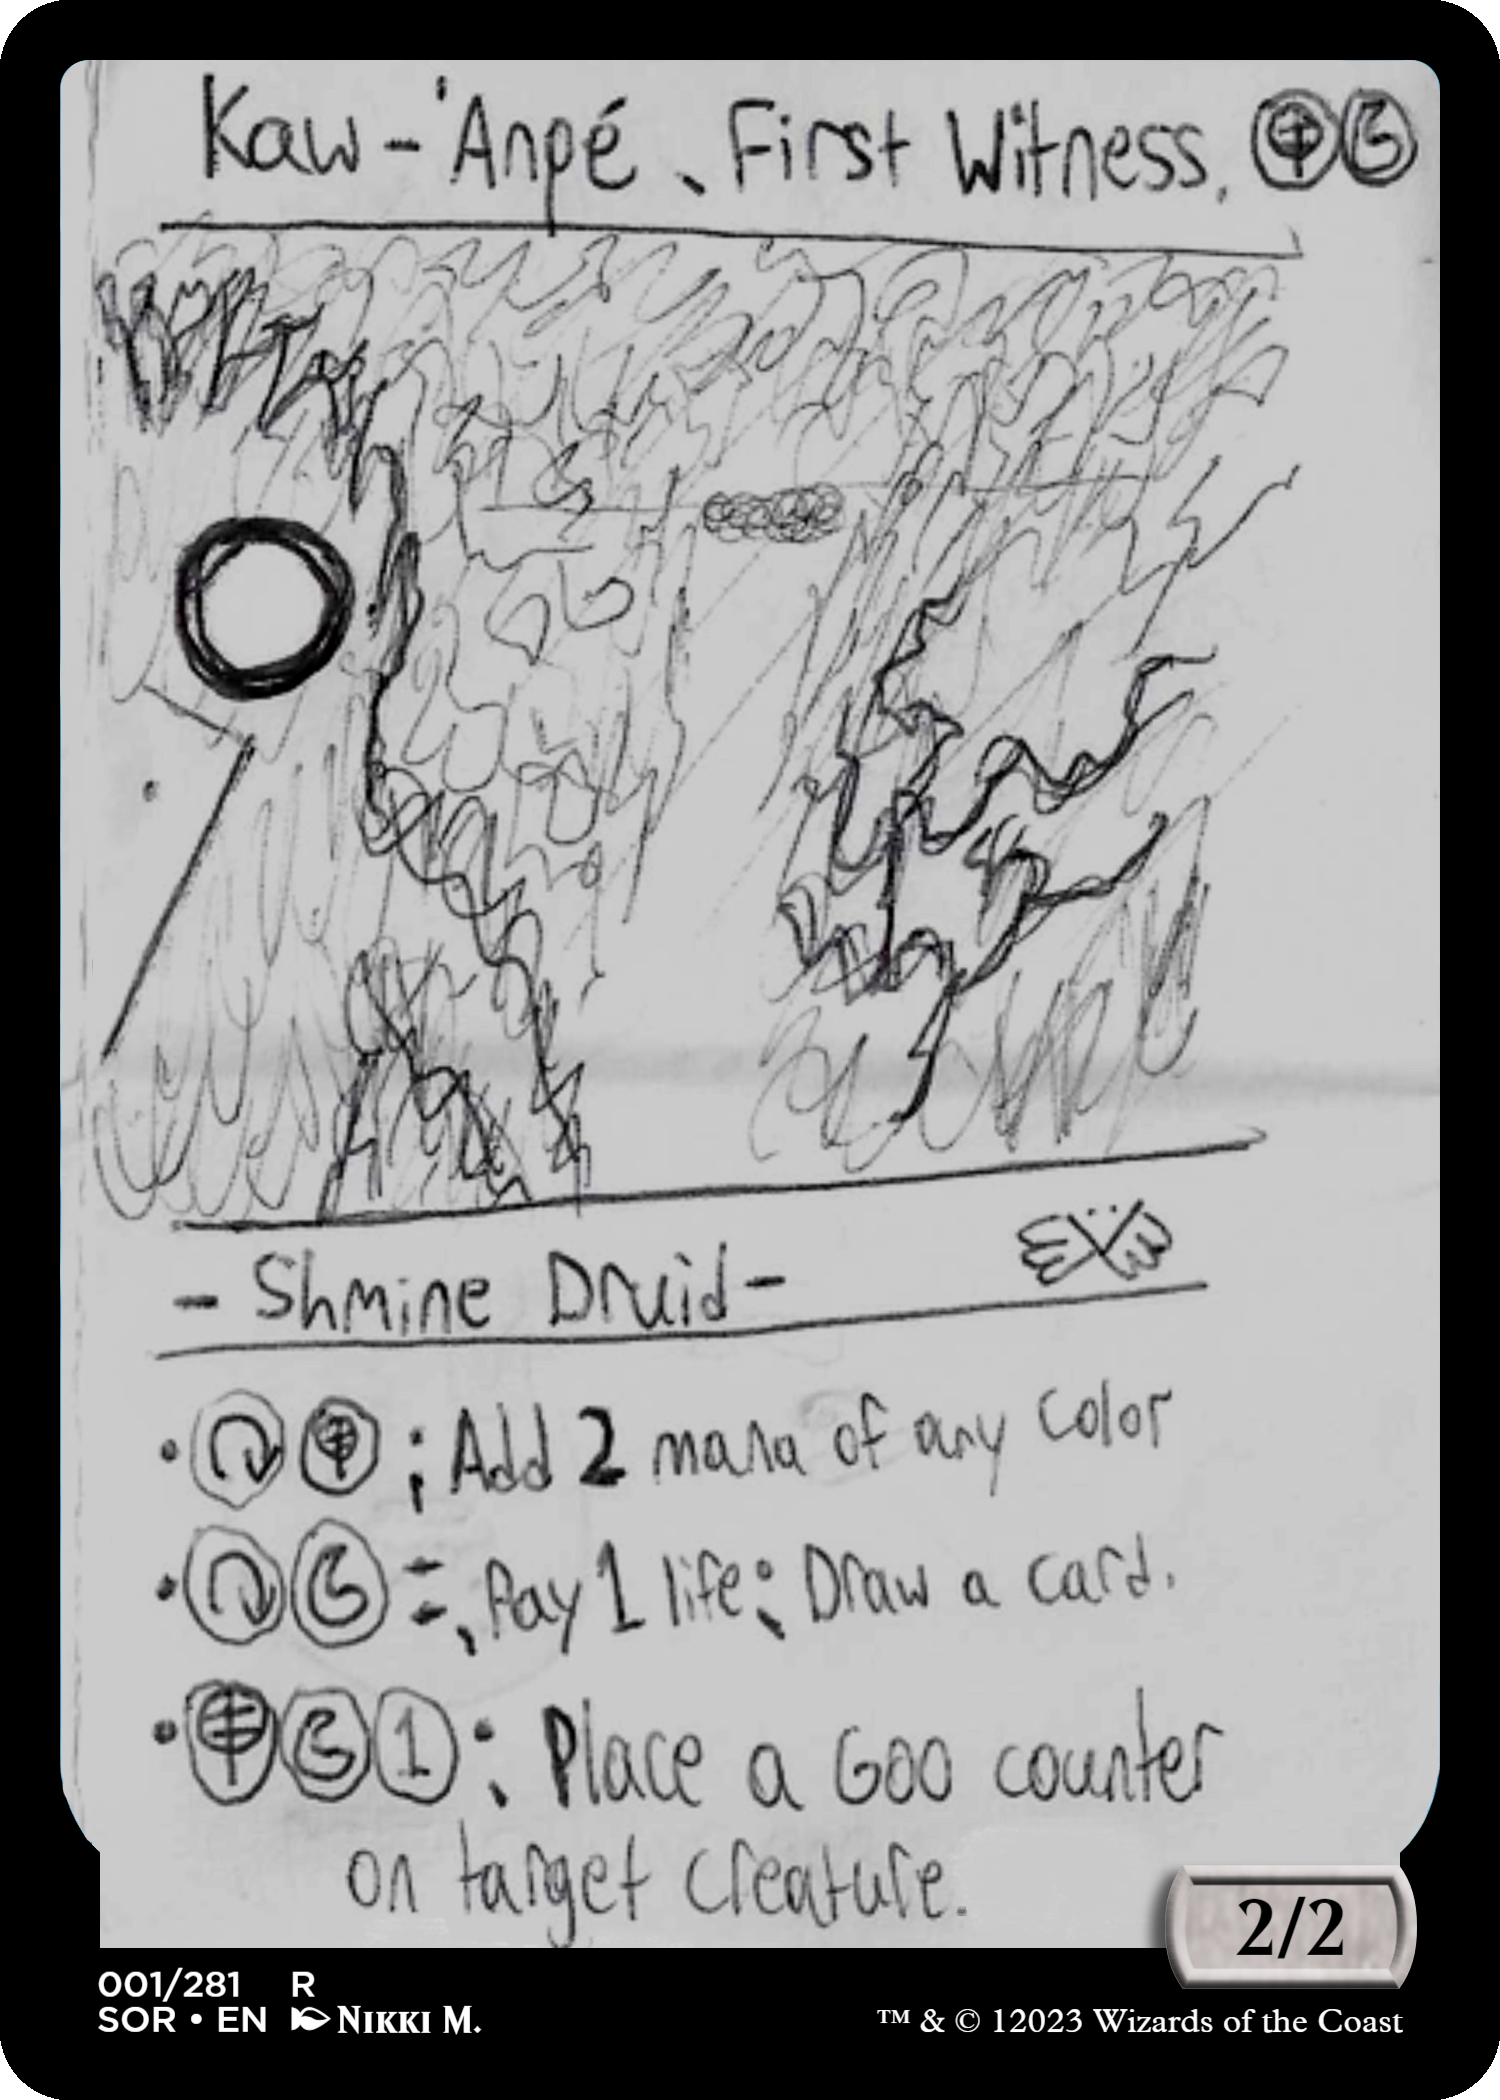 Kaw-'Anpé、First Witness.
- Shmine Druid -
• : Add 2 mana of any color
• Pay 1 life: Draw a card.
• 1 : Place a Goo counter
on target creature.
2/2
001/281 R
SOR • EN NIKKI M.
™ & © 12023 Wizards of the Coast